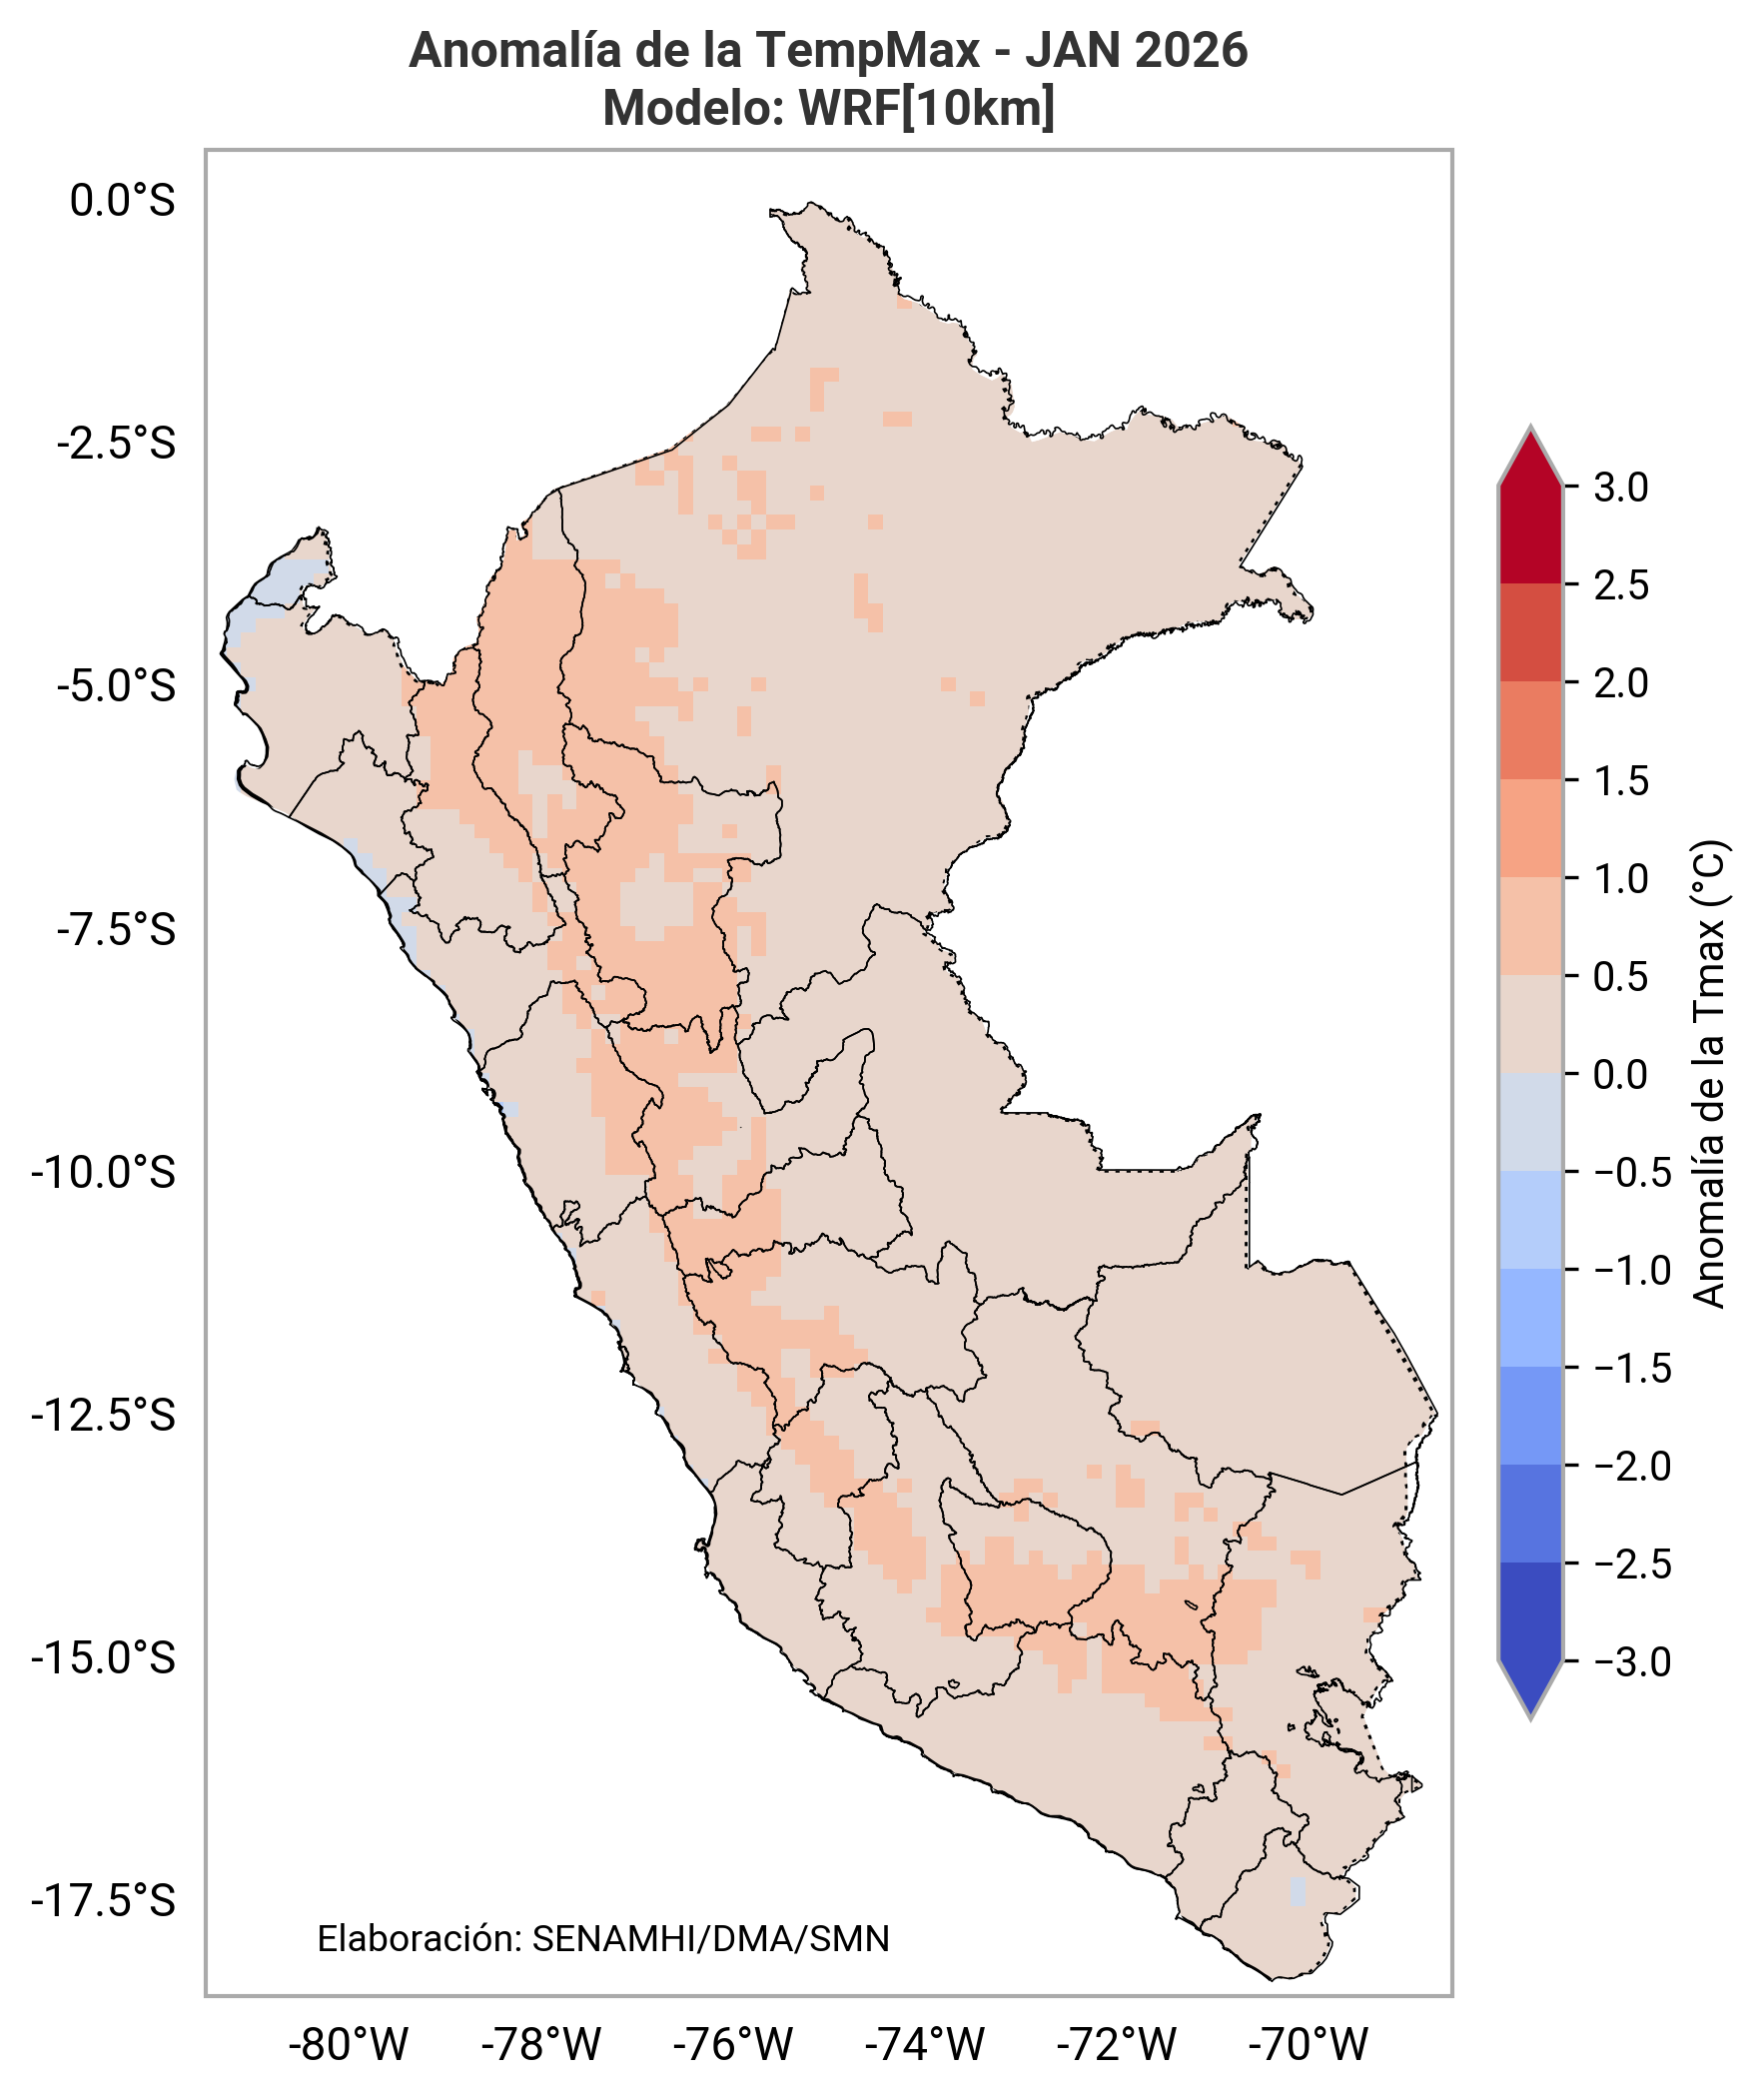 Anomalía de la TempMax - JAN 2026
Modelo: WRF[10km]
0.0°S
-2.5°S
-5.0°S
-7.5°S
-10.0°S
-12.5°S
-15.0°S
-17.5°S
-80°W
-78°W
-76°W
-74°W
-72°W
-70°W
Elaboración: SENAMHI/DMA/SMN
3.0
2.5
2.0
1.5
1.0
0.5
0.0
−0.5
−1.0
−1.5
−2.0
−2.5
−3.0
Anomalía de la Tmax (°C)